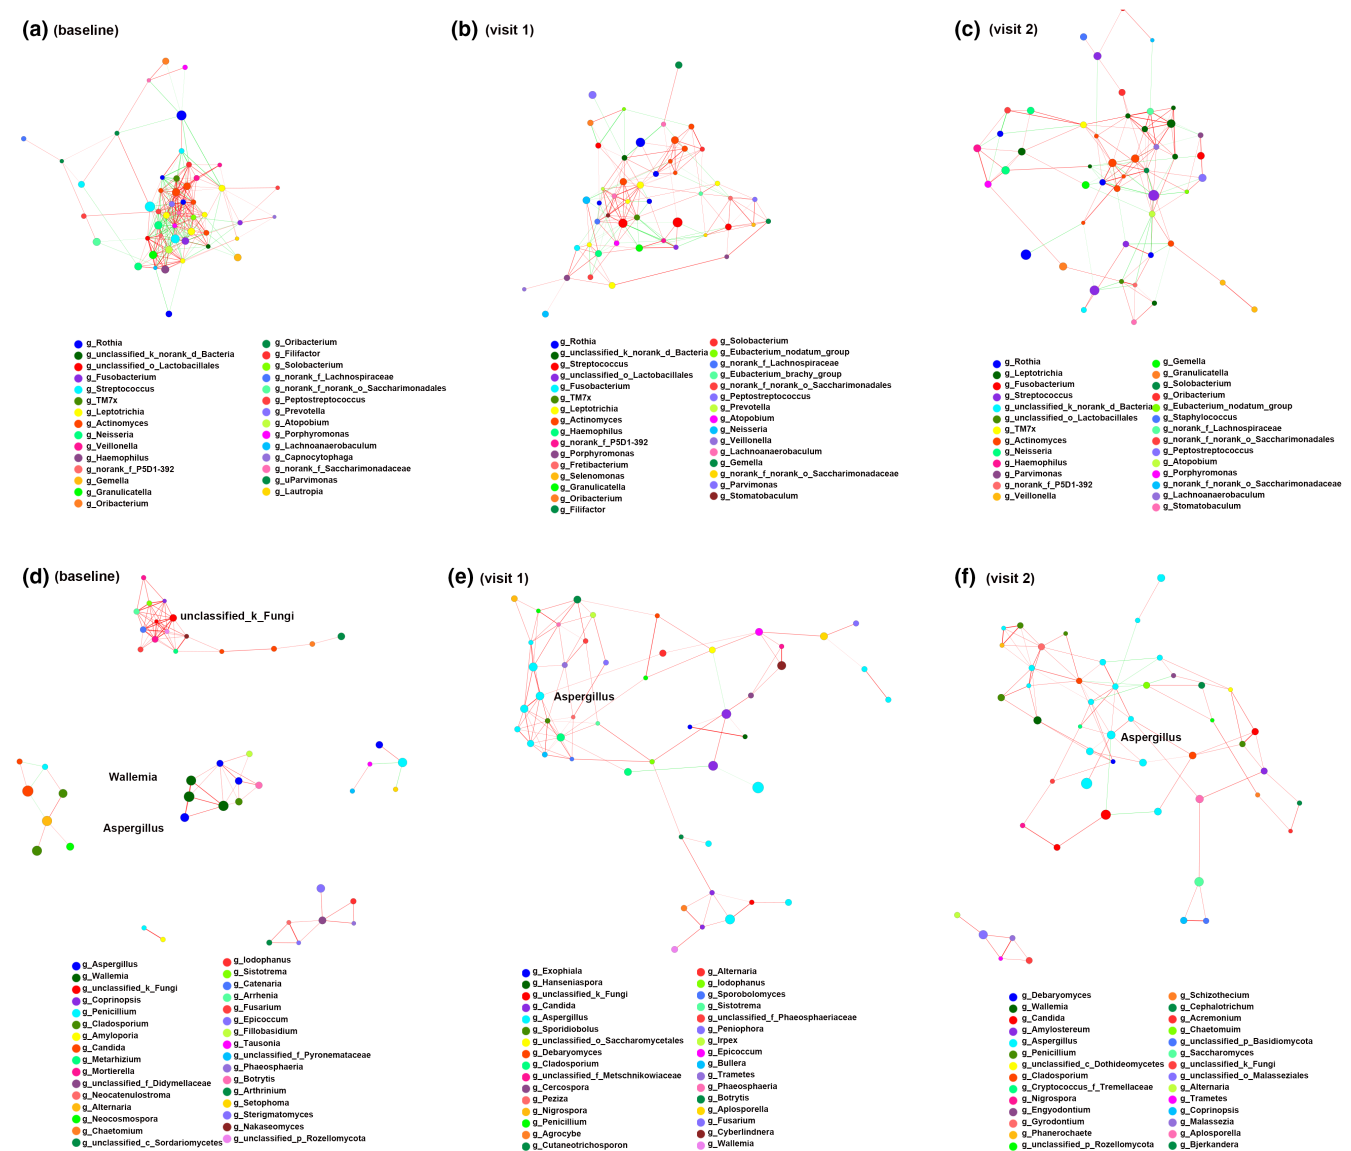 (a) (baseline)
g_Rothia
g_unclassified_k_norank_d_Bacteria
g_unclassified_o_Lactobacillales
g_Fusobacterium
g_Streptococcus
g_TM7x
g_Leptotrichia
g_Actinomyces
g_Neisseria
g_Veillonella
g_Haemophilus
g_norank_f_P5D1-392
g_Gemella
g_Granulicatella
g_Oribacterium
g_Oribacterium
g_Filifactor
g_Solobacterium
g_norank_f_Lachnospiraceae
g_norank_f_norank_o_Saccharimonadales
g_Peptostreptococcus
g_Prevotella
g_Atopobium
g_Porphyromonas
g_Lachnoanaerobaculum
g_Capnocytophaga
g_norank_f_Saccharimonadaceae
g_uParvimonas
g_Lautropia
(b) (visit 1)
g_Rothia
g_unclassified_k_norank_d_Bacteria
g_Streptococcus
g_unclassified_o_Lactobacillales
g_Fusobacterium
g_TM7x
g_Leptotrichia
g_Actinomyces
g_Haemophilus
g_norank_f_P5D1-392
g_Porphyromonas
g_Fretibacterium
g_Selenomonas
g_Granulicatella
g_Oribacterium
g_Filifactor
g_Solobacterium
g_Eubacterium_nodatum_group
g_norank_f_Lachnospiraceae
g_Eubacterium_brachy_group
g_norank_f_norank_o_Saccharimonadales
g_Peptostreptococcus
g_Prevotella
g_Atopobium
g_Neisseria
g_Veillonella
g_Lachnoanaerobaculum
g_Gemella
g_norank_f_norank_o_Saccharimonadaceae
g_Parvimonas
g_Stomatobaculum
(c) (visit 2)
g_Rothia
g_Leptotrichia
g_Fusobacterium
g_Streptococcus
g_unclassified_k_norank_d_Bacteria
g_unclassified_o_Lactobacillales
g_TM7x
g_Actinomyces
g_Neisseria
g_Haemophilus
g_Parvimonas
g_norank_f_P5D1-392
g_Veillonella
g_Gemella
g_Granulicatella
g_Solobacterium
g_Oribacterium
g_Eubacterium_nodatum_group
g_Staphylococcus
g_norank_f_Lachnospiraceae
g_norank_f_norank_o_Saccharimonadales
g_Peptostreptococcus
g_Atopobium
g_Porphyromonas
g_norank_f_norank_o_Saccharimonadaceae
g_Lachnoanaerobaculum
g_Stomatobaculum
(d) (baseline)
unclassified_k_Fungi
Wallemia
Aspergillus
g_Aspergillus
g_Wallemia
g_unclassified_k_Fungi
g_Coprinopsis
g_Penicillium
g_Cladosporium
g_Amyloporia
g_Candida
g_Metarhizium
g_Mortierella
g_unclassified_f_Didymellaceae
g_Neocatenulostroma
g_Alternaria
g_Neocosmospora
g_Chaetomium
g_unclassified_c_Sordariomycetes
g_Iodophanus
g_Sistotrema
g_Catenaria
g_Arrhenia
g_Fusarium
g_Epicoccum
g_Fillobasidium
g_Tausonia
g_unclassified_f_Pyronemataceae
g_Phaeosphaeria
g_Botrytis
g_Arthrinium
g_Setophoma
g_Sterigmatomyces
g_Nakaseomyces
g_unclassified_p_Rozellomycota
(e) (visit 1)
Aspergillus
g_Exophiala
g_Hanseniaspora
g_unclassified_k_Fungi
g_Candida
g_Aspergillus
g_Sporidiobolus
g_unclassified_o_Saccharomycetales
g_Debaryomyces
g_Cladosporium
g_unclassified_f_Metschnikowiaceae
g_Cercospora
g_Peziza
g_Nigrospora
g_Penicillium
g_Agrocybe
g_Cutaneotrichosporon
g_Alternaria
g_Iodophanus
g_Sporobolomyces
g_Sistotrema
g_unclassified_f_Phaeosphaeriaceae
g_Peniophora
g_Irpex
g_Epicoccum
g_Bullera
g_Trametes
g_Phaeosphaeria
g_Botrytis
g_Aplosporella
g_Fusarium
g_Cyberlindnera
g_Wallemia
(f) (visit 2)
Aspergillus
g_Debaryomyces
g_Wallemia
g_Candida
g_Amylostereum
g_Aspergillus
g_Penicillium
g_unclassified_c_Dothideomycetes
g_Cladosporium
g_Cryptococcus_f_Tremellaceae
g_Nigrospora
g_Engyodontium
g_Gyrodontium
g_Phanerochaete
g_unclassified_p_Rozellomycota
g_Schizothecium
g_Cephalotrichum
g_Acremonium
g_Chaetomuim
g_unclassified_p_Basidiomycota
g_Saccharomyces
g_unclassified_k_Fungi
g_unclassified_o_Malasseziales
g_Alternaria
g_Trametes
g_Coprinopsis
g_Malassezia
g_Aplosporella
g_Bjerkandera